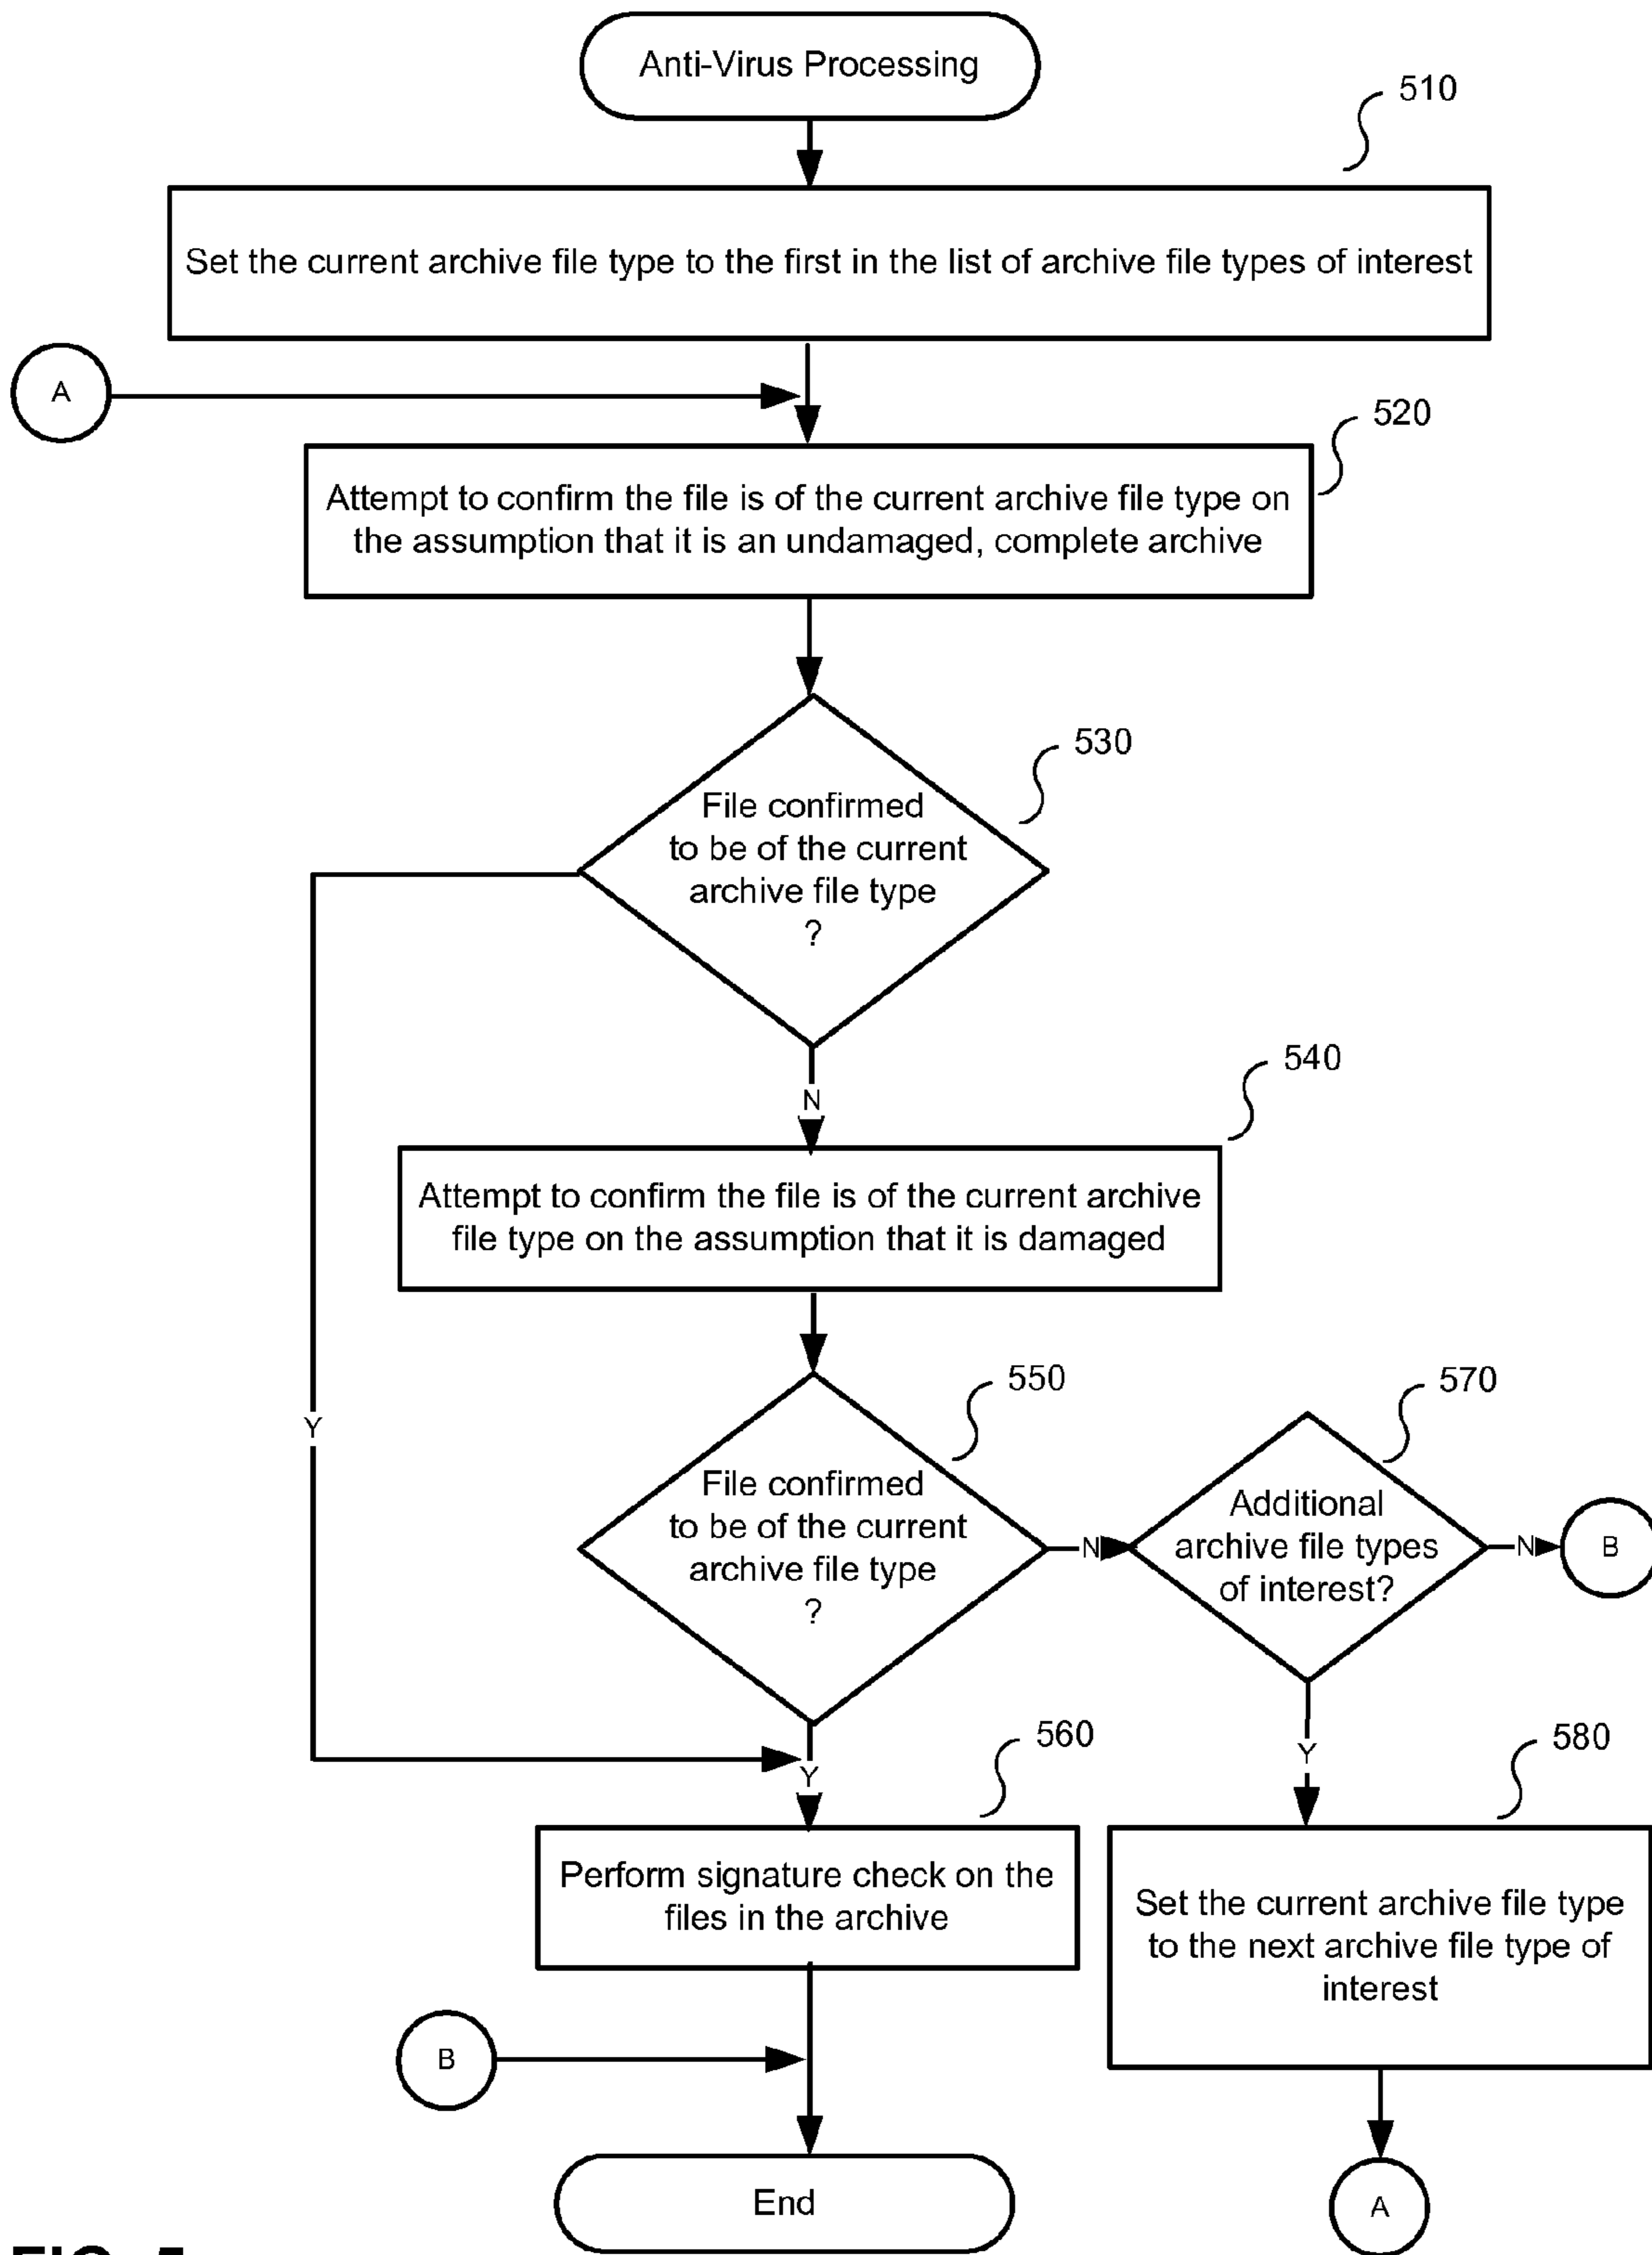 Anti-Virus Processing
510
Set the current archive file type to the first in the list of archive file types of interest
A
520
Attempt to confirm the file is of the current archive file type on
the assumption that it is an undamaged, complete archive
530
File confirmed
to be of the current
archive file type
?
N
540
Attempt to confirm the file is of the current archive
file type on the assumption that it is damaged
Y
550
File confirmed
to be of the current
archive file type
?
N
570
Additional
archive file types
of interest?
N
B
Y
560
Perform signature check on the
files in the archive
Y
580
Set the current archive file type
to the next archive file type of
interest
B
End
A